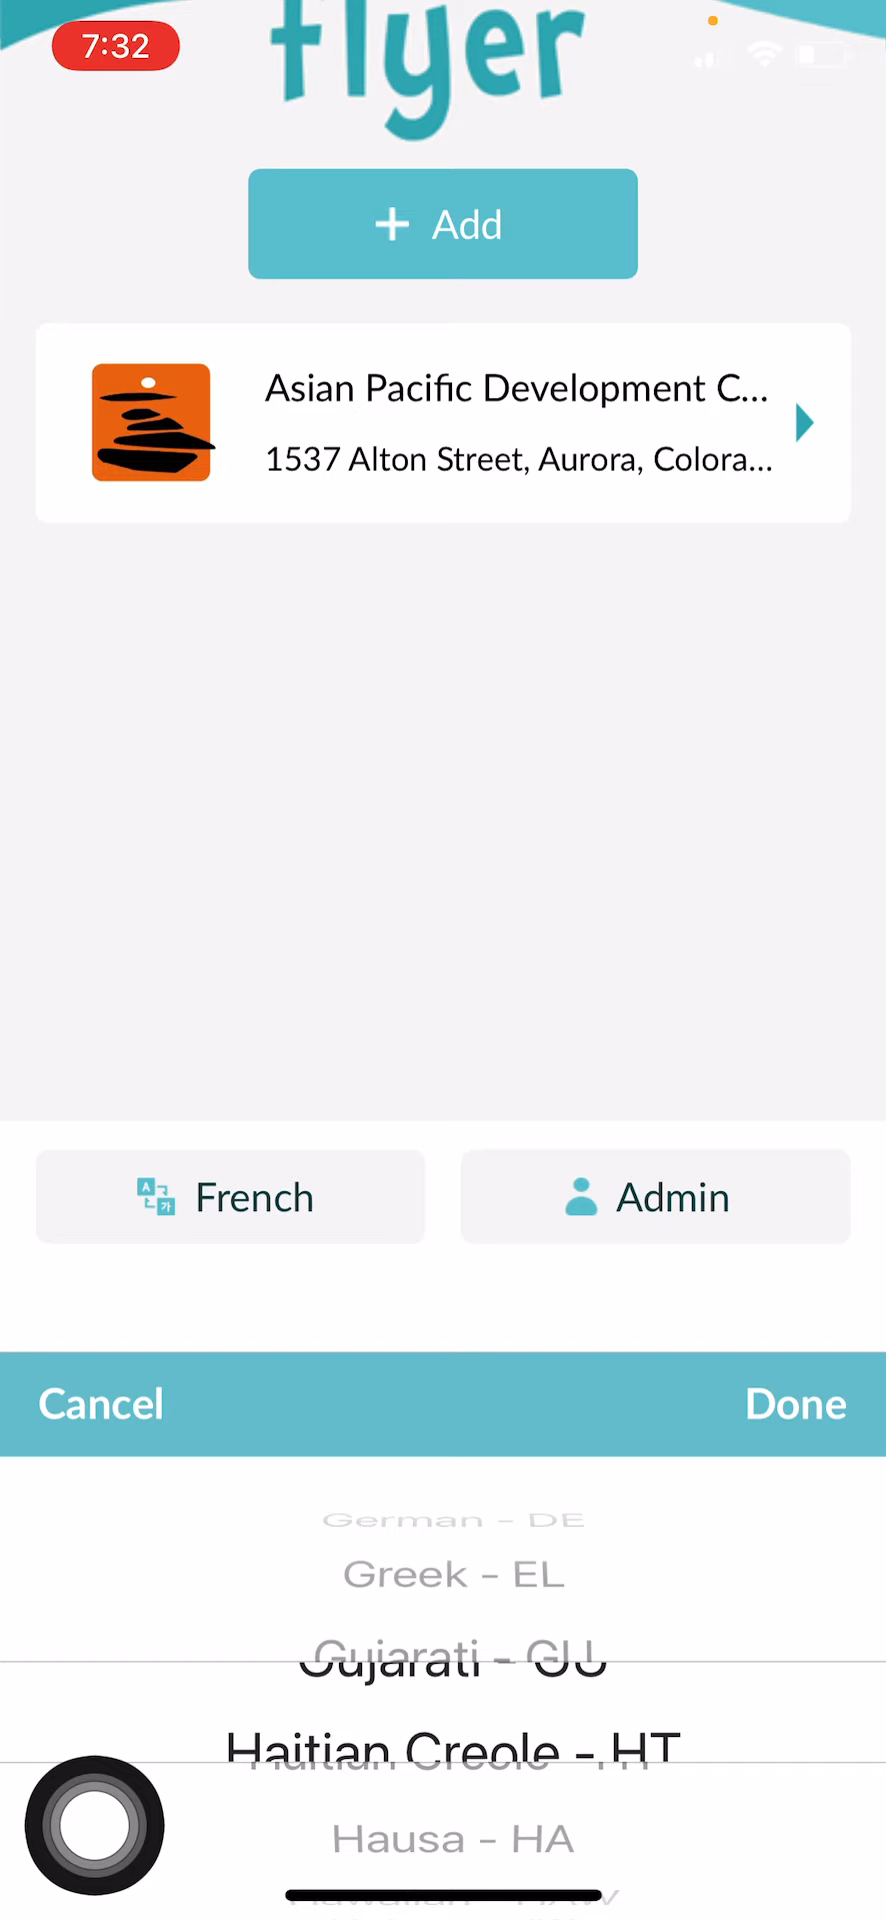 flyer
7:32
+ Add
Asian Pacific Development C...
1537 Alton Street, Aurora, Colora...
French
Admin
Cancel
Done
German - DE
Greek - EL
Gujarati - GU
Haitian Creole - HT
Hausa - HA